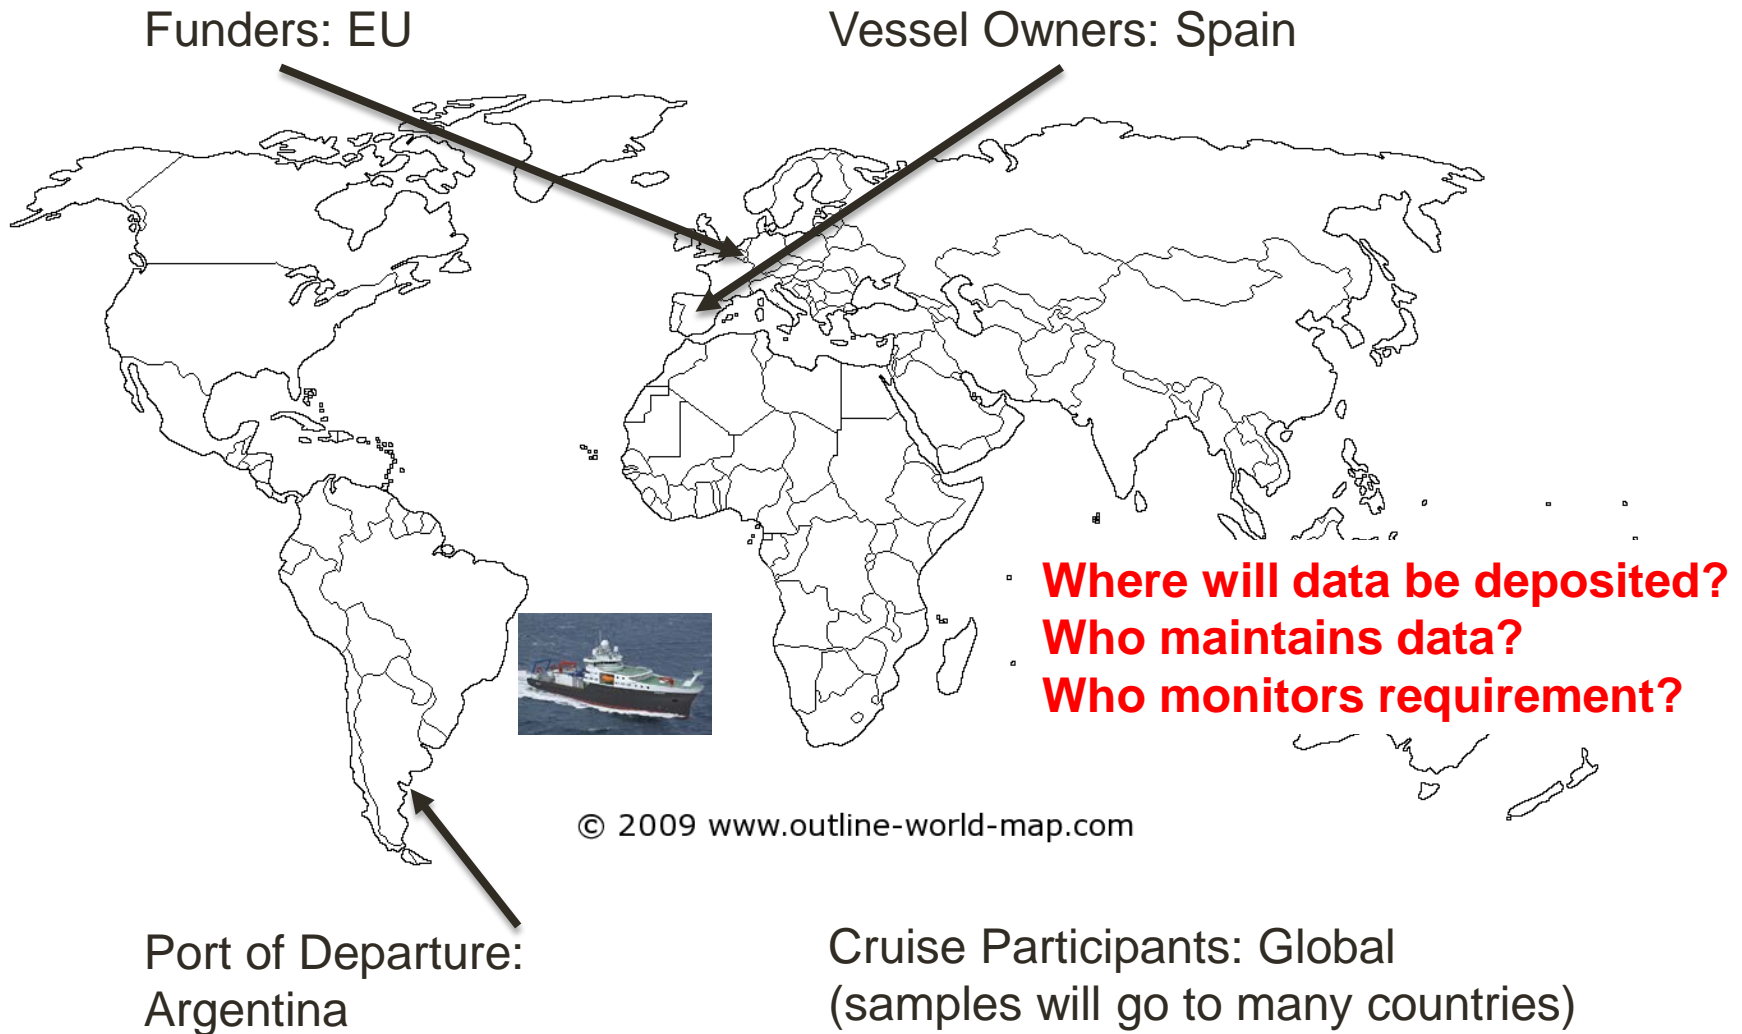 Funders: EU
Vessel Owners: Spain
Where will data be deposited?
Who maintains data?
Who monitors requirement?
© 2009 www.outline-world-map.com
Port of Departure:
Argentina
Cruise Participants: Global
(samples will go to many countries)